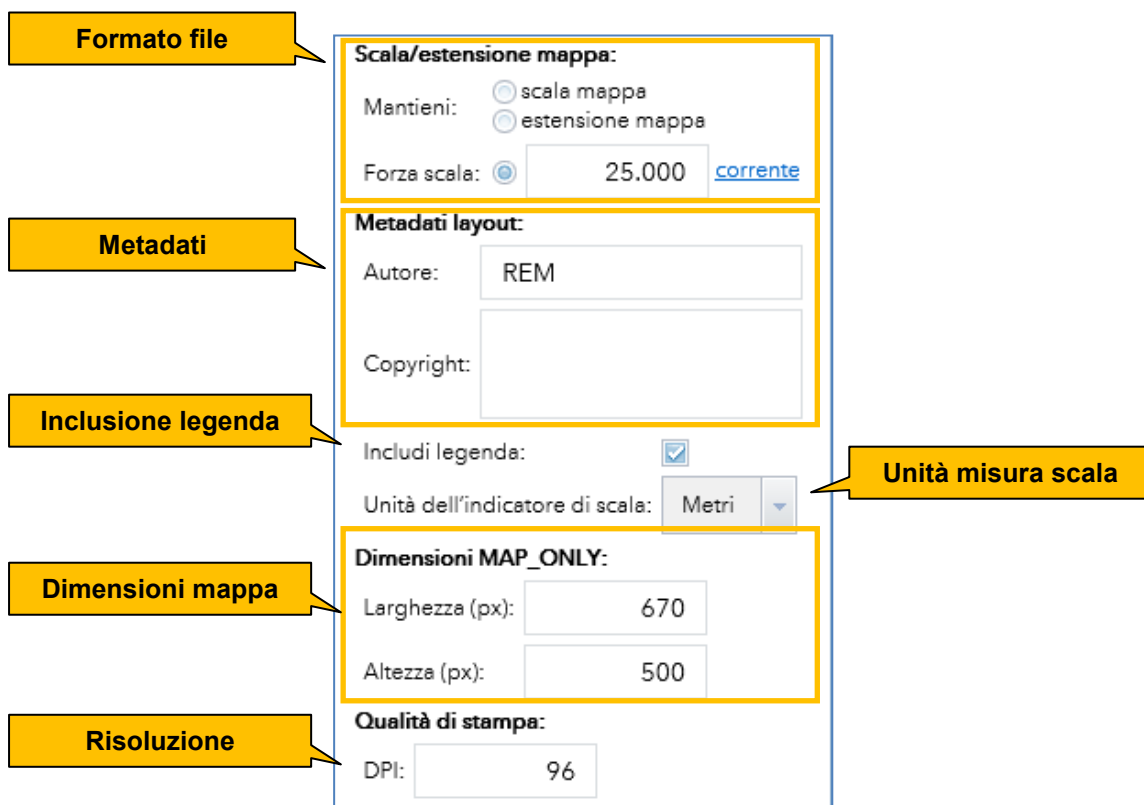 Formato file
Scala/estensione mappa:
Mantieni:
scala mappa
estensione mappa
Forza scala: 25.000 corrente
Metadati
Metadati layout:
Autore: REM
Copyright:
Inclusione legenda
Includi legenda:
Unità misura scala
Unità dell'indicatore di scala: Metri
Dimensioni mappa
Dimensioni MAP_ONLY:
Larghezza (px): 670
Altezza (px): 500
Risoluzione
Qualità di stampa:
DPI: 96